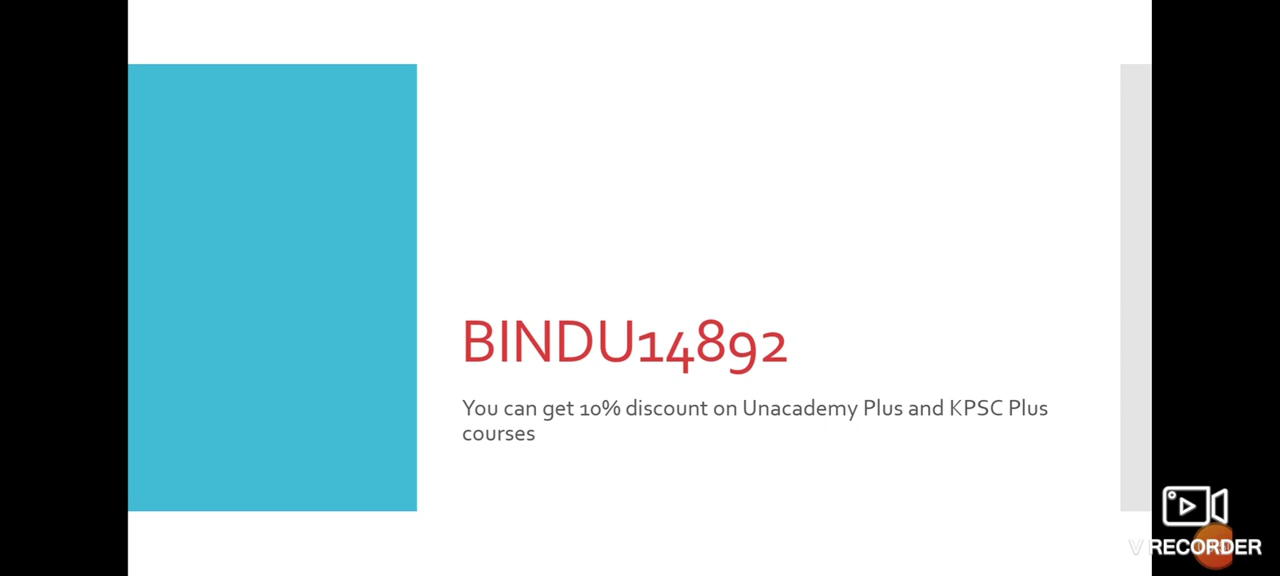 BINDU14892
You can get 10% discount on Unacademy Plus and KPSC Plus
courses
V RECORDER